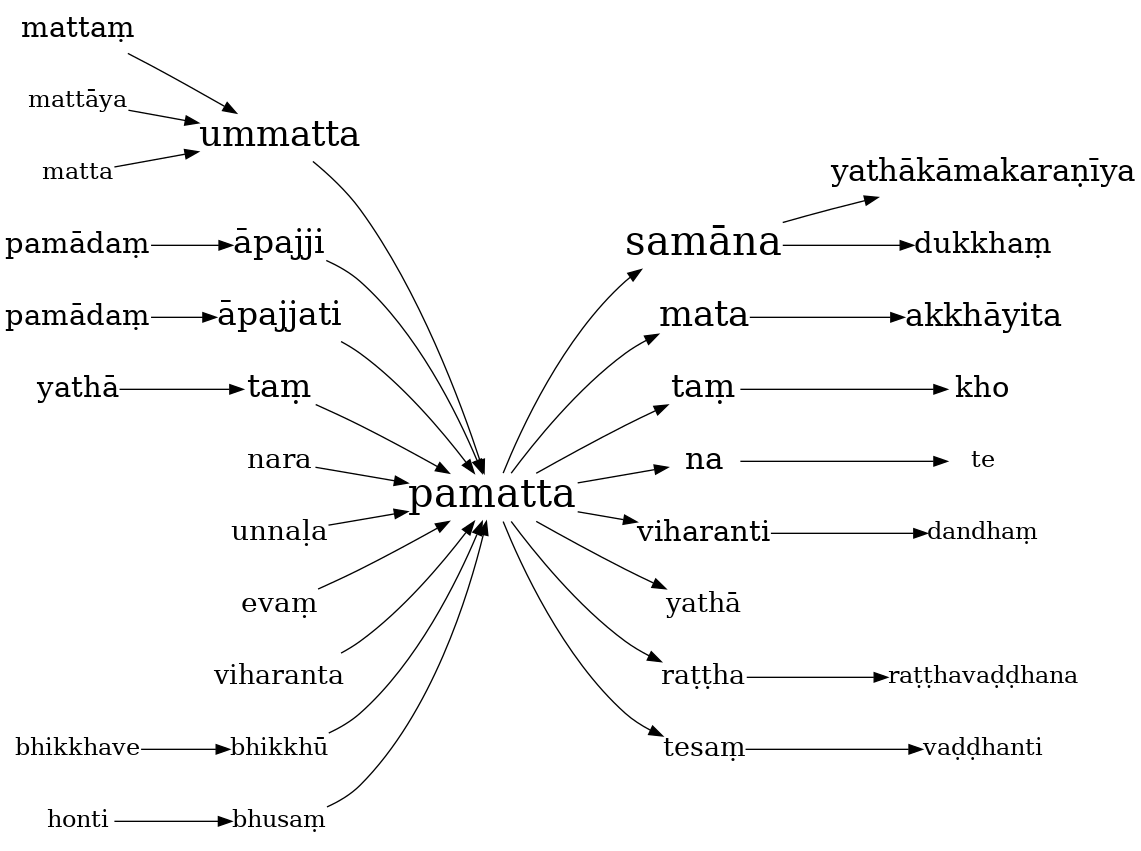 mattaṃ
mattāya
ummatta
matta
yathākāmakaraṇīya
pamādaṃ āpajji samāna dukkhaṃ
pamādaṃ āpajjati mata akkhāyita
yathā taṃ taṃ kho
nara na te
pamatta
unnaḷa viharanti dandhaṃ
evaṃ yathā
viharanta raṭṭha raṭṭhavaḍḍhana
bhikkhave bhikkhū tesaṃ vaḍḍhanti
honti bhusaṃ